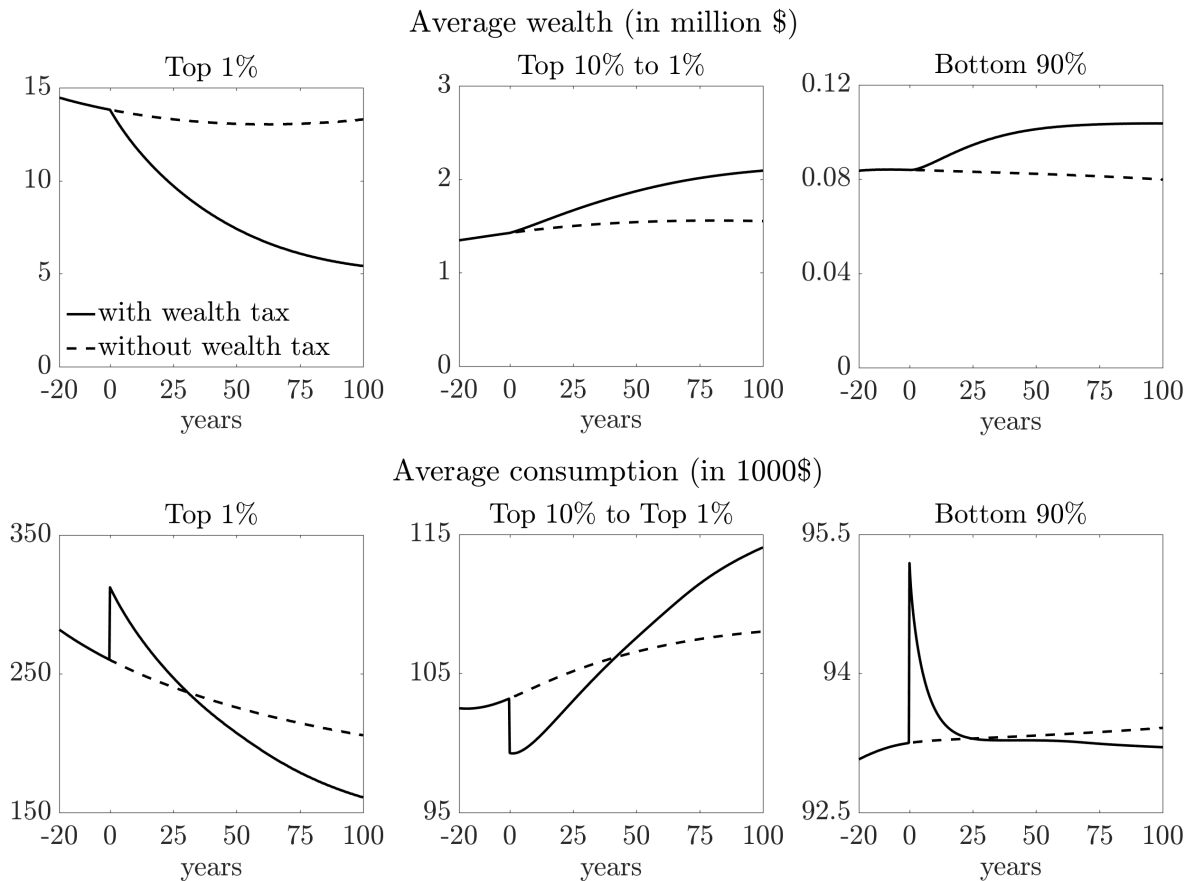 Average wealth (in million $)
Top 1%
Top 10% to 1%
Bottom 90%
15
10
5
0
with wealth tax
without wealth tax
-20 0 25 50 75 100
years
3
2
1
0
-20 0 25 50 75 100
years
0.12
0.08
0.04
0
-20 0 25 50 75 100
years
Average consumption (in 1000$)
Top 1%
Top 10% to Top 1%
Bottom 90%
350
250
150
-20 0 25 50 75 100
years
115
105
95
-20 0 25 50 75 100
years
95.5
94
92.5
-20 0 25 50 75 100
years